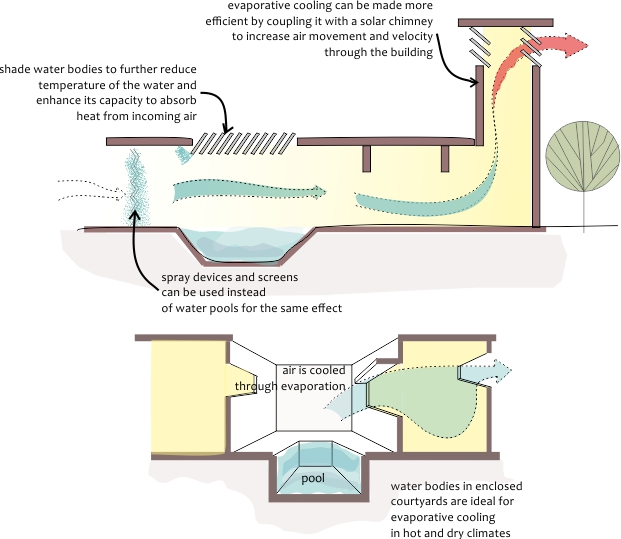 evaporative cooling can be made more
efficient by coupling it with a solar chimney
to increase air movement and velocity
through the building
shade water bodies to further reduce
temperature of the water and
enhance its capacity to absorb
heat from incoming air
spray devices and screens
can be used instead
of water pools for the same effect
air is cooled
through evaporation
pool
water bodies in enclosed
courtyards are ideal for
evaporative cooling
in hot and dry climates